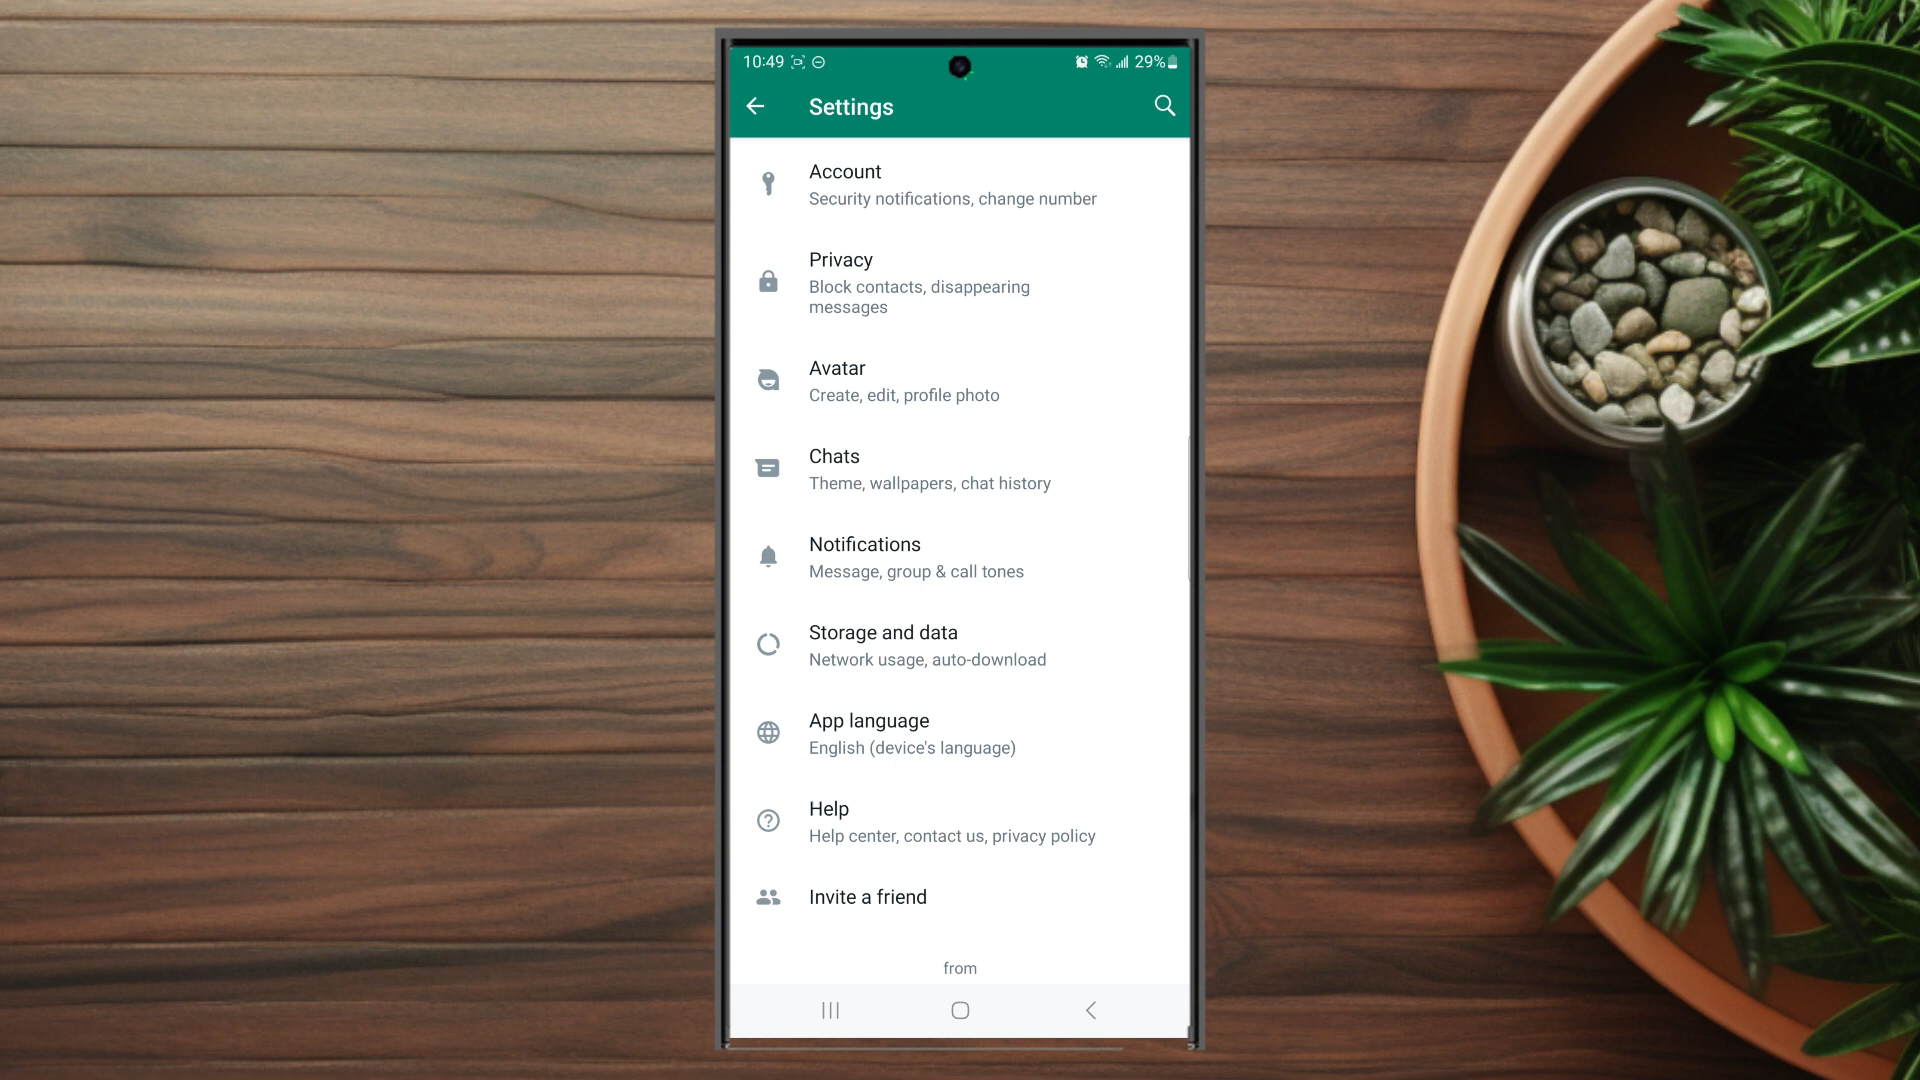 10:49 29%
Settings
Account
Security notifications, change number
Privacy
Block contacts, disappearing
messages
Avatar
Create, edit, profile photo
Chats
Theme, wallpapers, chat history
Notifications
Message, group & call tones
Storage and data
Network usage, auto-download
App language
English (device's language)
Help
Help center, contact us, privacy policy
Invite a friend
from